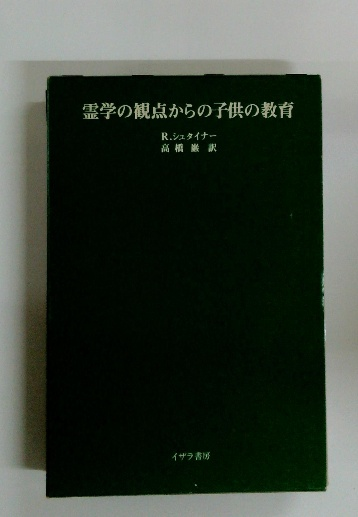 霊学の観点からの子供の教育
R.シュタイナー
高橋 巖 訳
イザラ書房